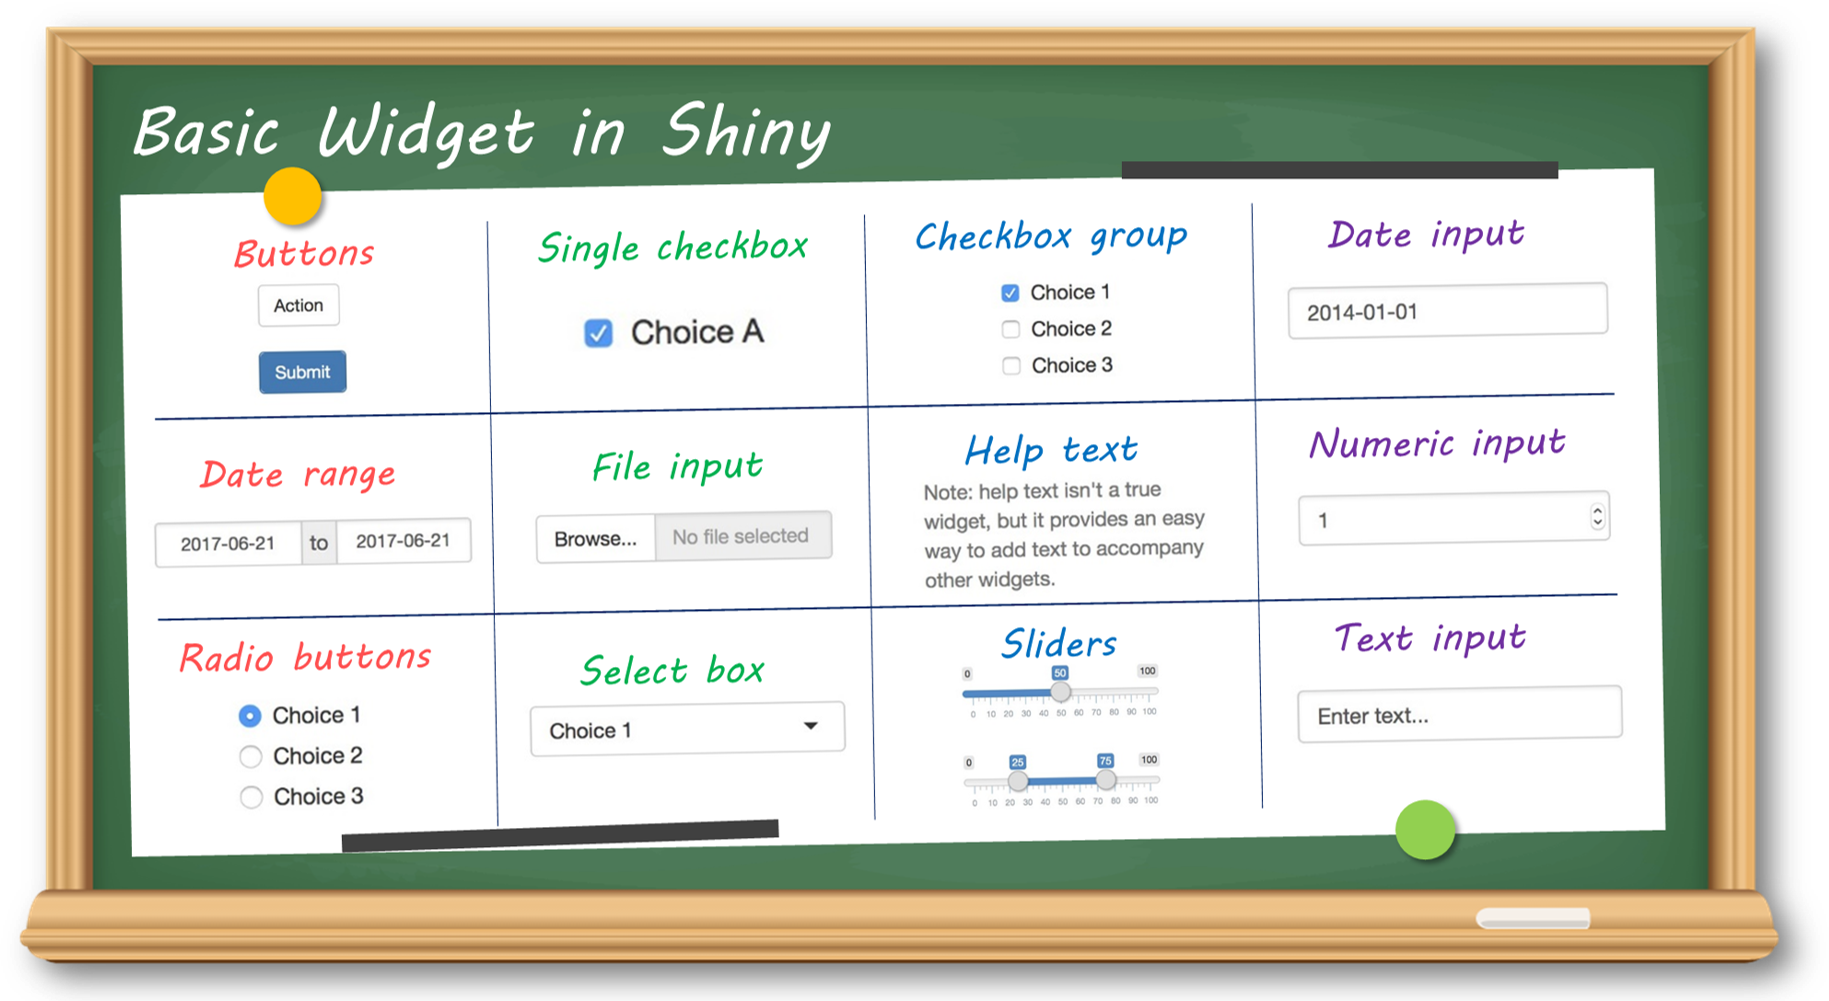 Basic Widget in Shiny
Buttons
Action
Submit
Single checkbox
Choice A
Checkbox group
Choice 1
Choice 2
Choice 3
Date input
2014-01-01
Date range
2017-06-21 to 2017-06-21
File input
Browse... No file selected
Help text
Note: help text isn't a true
widget, but it provides an easy
way to add text to accompany
other widgets.
Numeric input
1
Radio buttons
Choice 1
Choice 2
Choice 3
Select box
Choice 1
Sliders
0 50 100
0 10 20 30 40 50 60 70 80 90 100
0 25 75 100
0 10 20 30 40 50 60 70 80 90 100
Text input
Enter text...